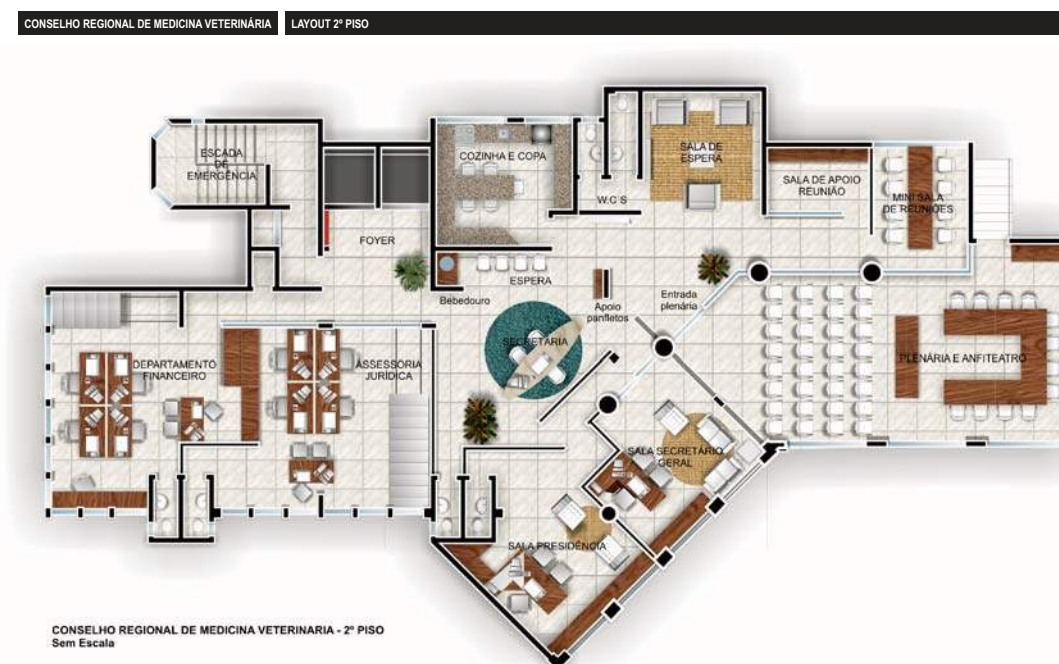 CONSELHO REGIONAL DE MEDICINA VETERINÁRIA
LAYOUT 2º PISO
ESCADA
DE
EMERGÊNCIA
FOYER
COZINHA E COPA
W.C´S
SALA DE
ESPERA
SALA DE APOIO
REUNIÃO
MINI SALA
DE REUNIÕES
ESPERA
Bebedouro
Apoio
panfletos
Entrada
plenária
SECRETÁRIA
DEPARTAMENTO
FINANCEIRO
ASSESSORIA
JURÍDICA
PLENÁRIA E ANFITEATRO
SALA SECRETÁRIO
GERAL
SALA PRESIDÊNCIA
CONSELHO REGIONAL DE MEDICINA VETERINARIA - 2º PISO
Sem Escala